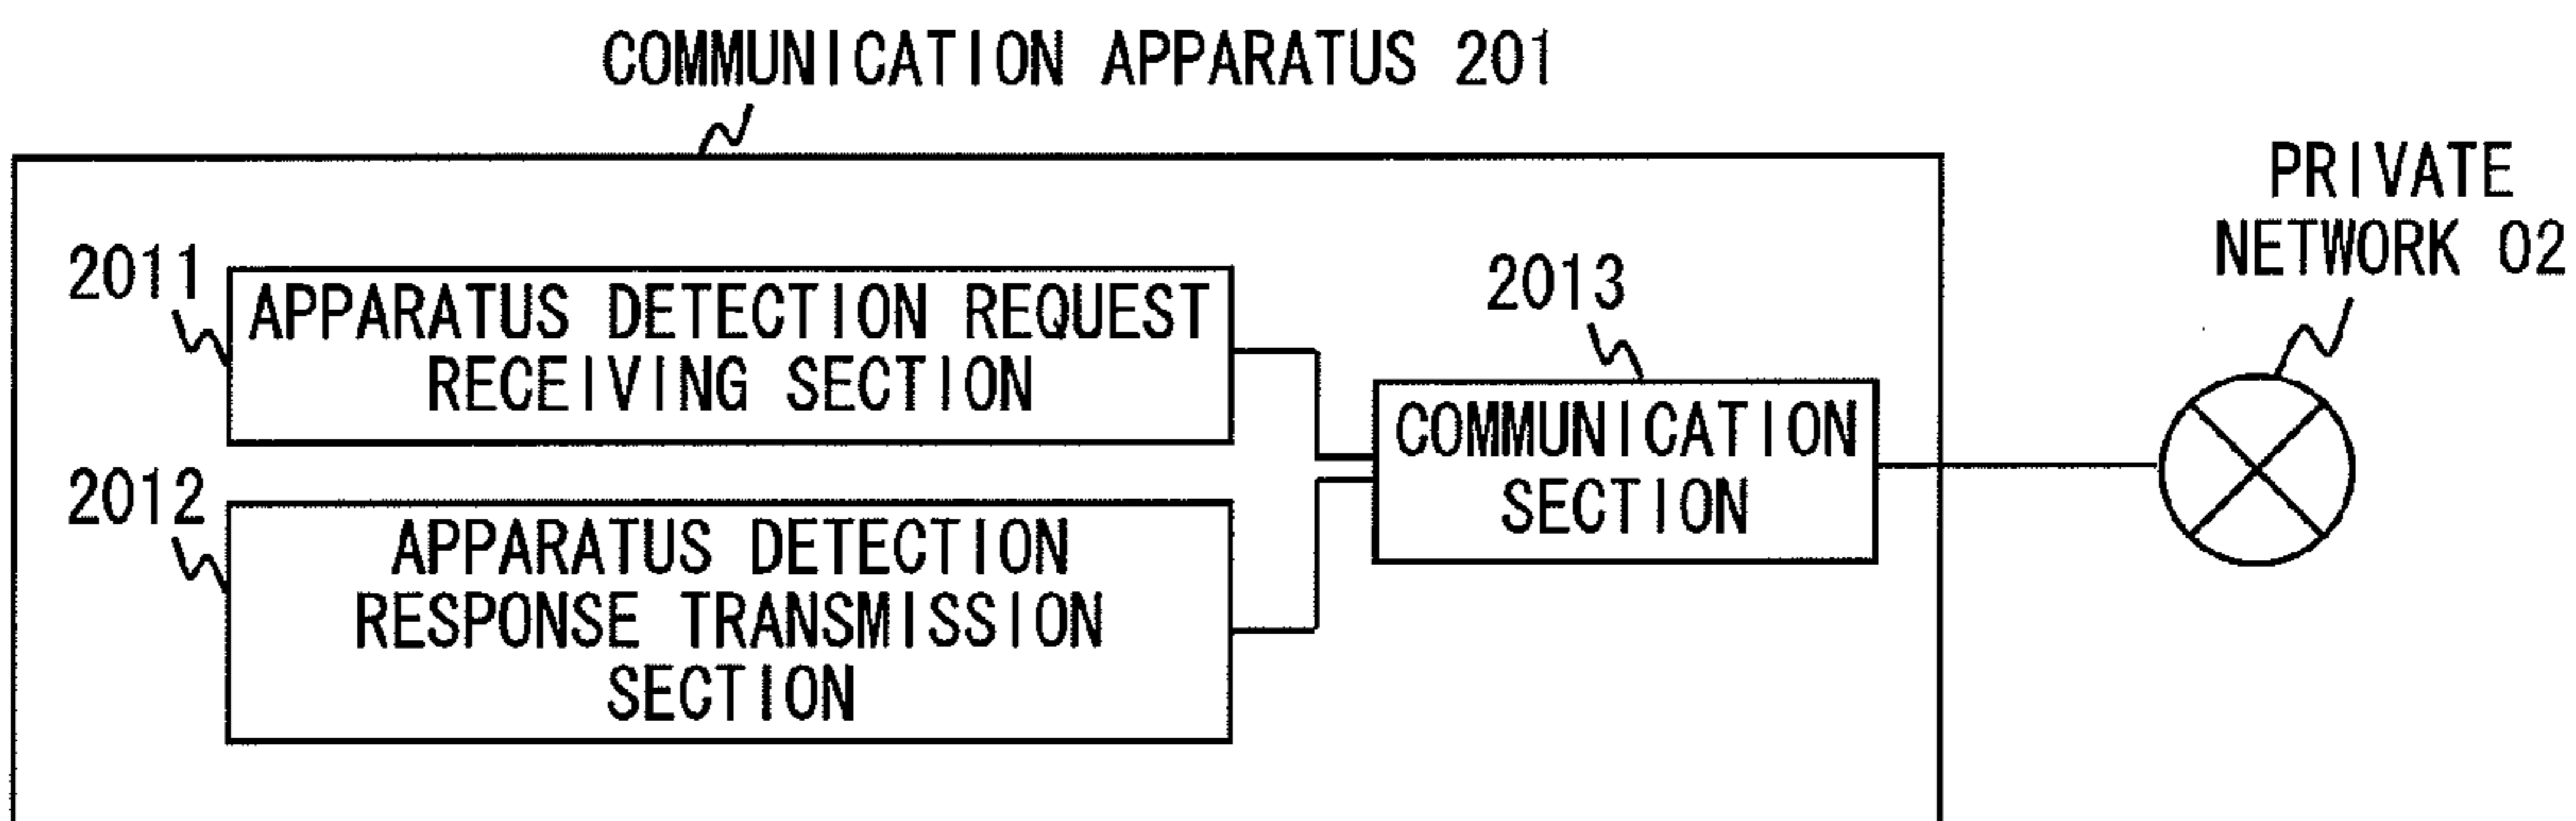 COMMUNICATION APPARATUS 201
PRIVATE
NETWORK 02
2011
APPARATUS DETECTION REQUEST
RECEIVING SECTION
2013
COMMUNICATION
SECTION
2012
APPARATUS DETECTION
RESPONSE TRANSMISSION
SECTION